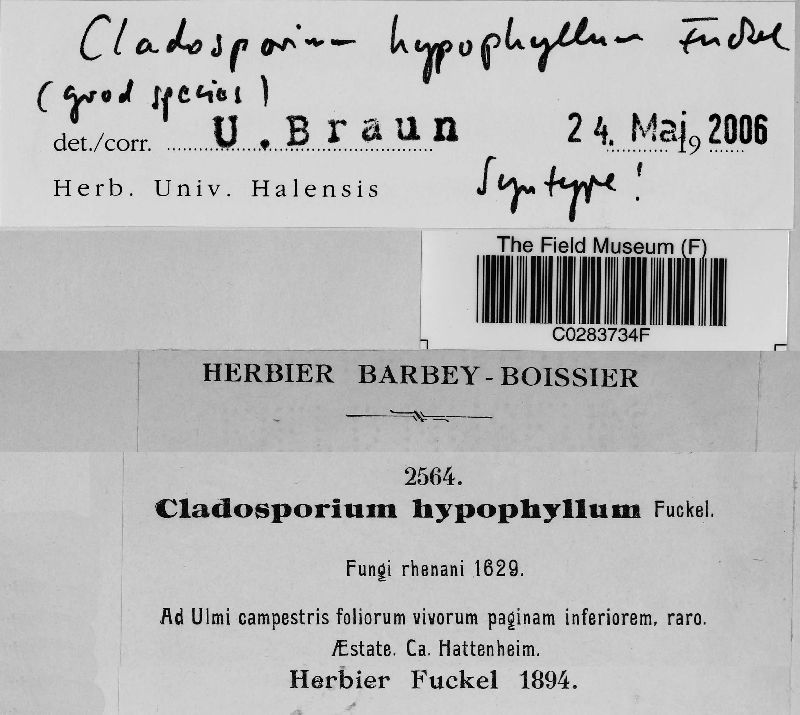 Cladosporium hypophyllum Fuckel
(good species)
det./corr. U. Braun 24. Mai 19 2006
Herb. Univ. Halensis Syntype!
The Field Museum (F)
C0283734F
HERBIER BARBEY-BOISSIER
2564.
Cladosporium hypophyllum Fuckel.
Fungi rhenani 1629.
Ad Ulmi campestris foliorum vivorum paginam inferiorem, raro.
Æstate. Ca. Hattenheim.
Herbier Fuckel 1894.